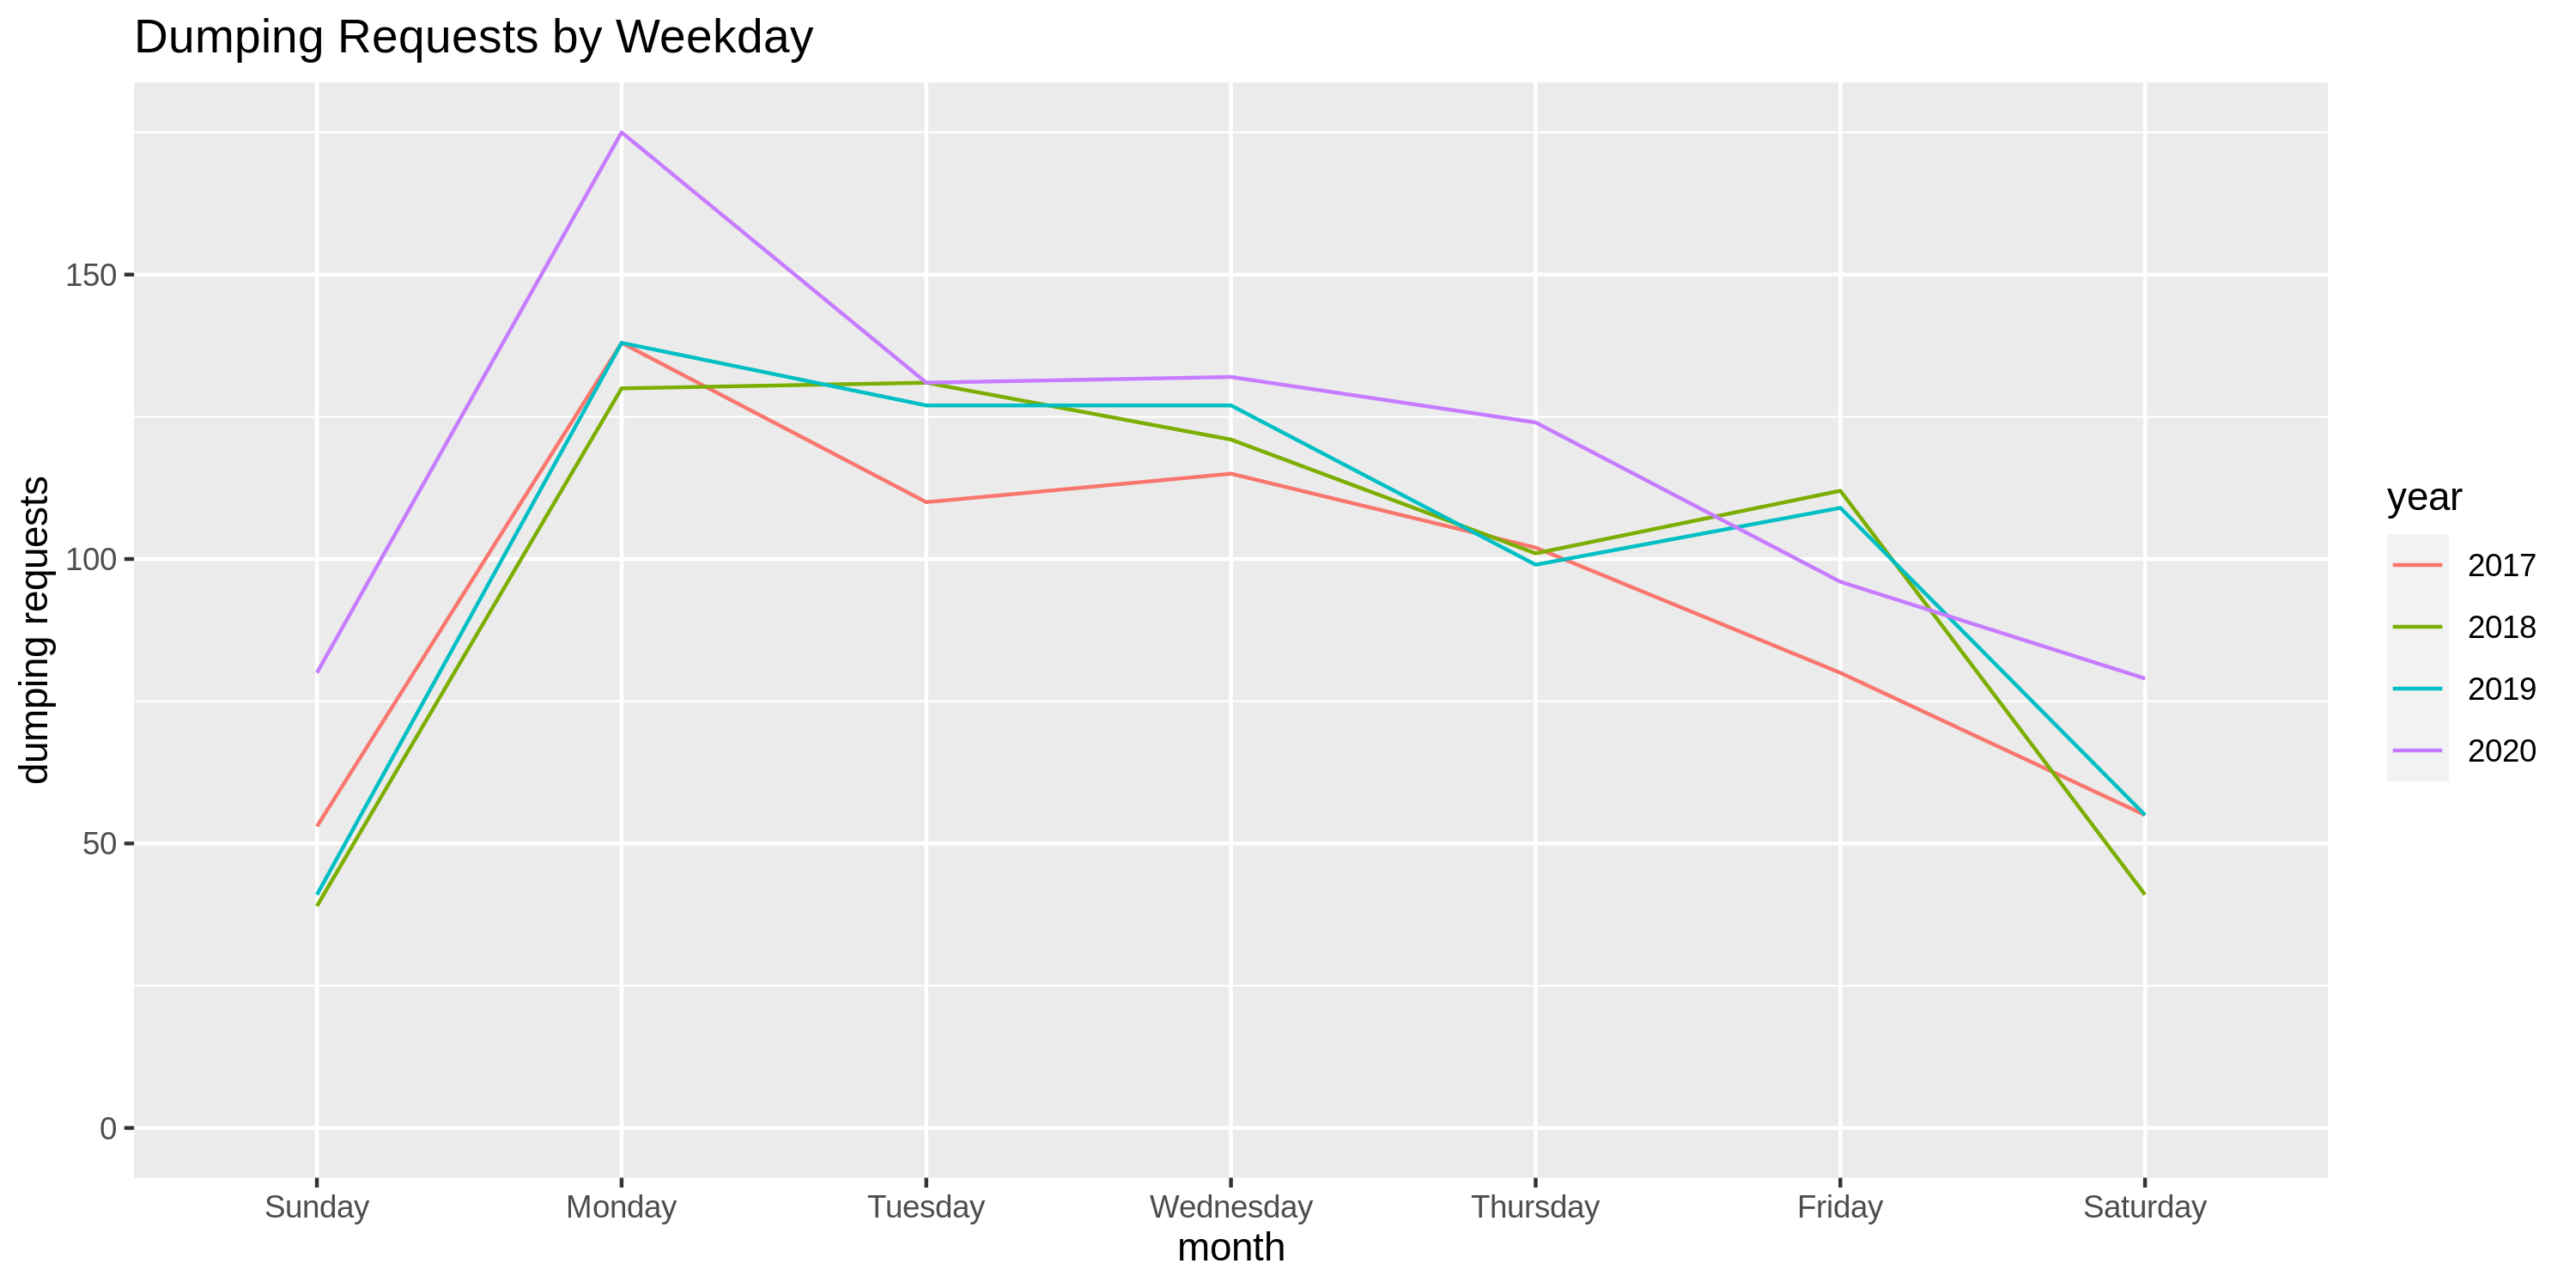 Dumping Requests by Weekday
dumping requests
150
100
50
0
Sunday Monday Tuesday Wednesday Thursday Friday Saturday
month
year
2017
2018
2019
2020